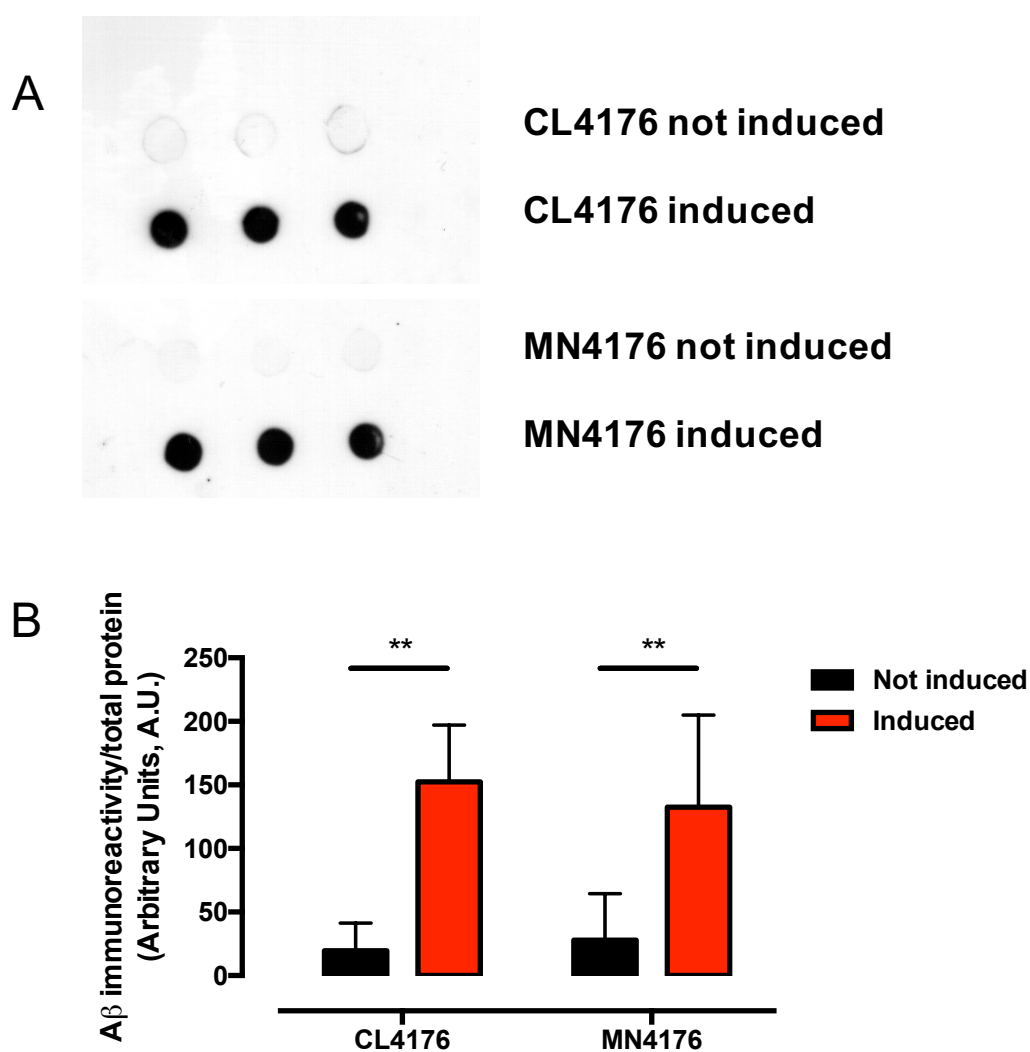 A
CL4176 not induced
CL4176 induced
MN4176 not induced
MN4176 induced
B
Aβ immunoreactivity/total protein
(Arbitrary Units, A.U.)
250
200
150
100
50
0
**
**
Not induced
Induced
CL4176
MN4176